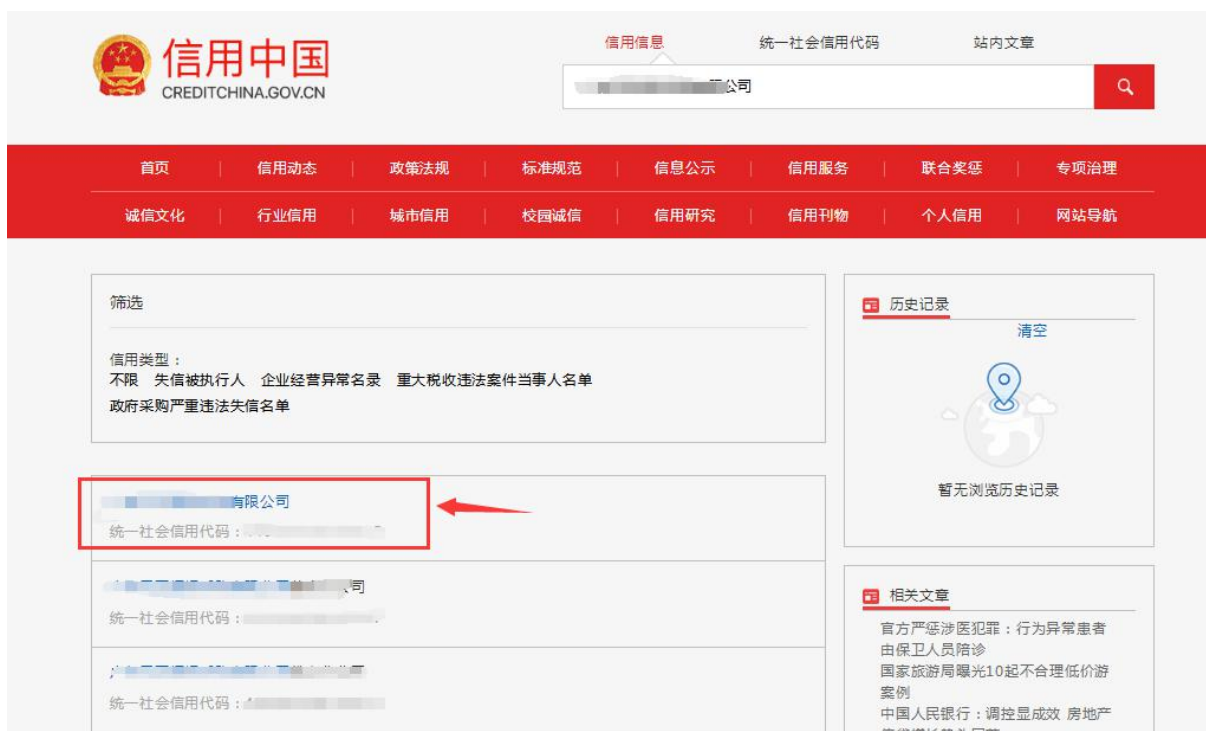 信用中国
CREDITCHINA.GOV.CN
信用信息 统一社会信用代码 站内文章
公司
首页 信用动态 政策法规 标准规范 信息公示 信用服务 联合奖惩 专项治理
诚信文化 行业信用 城市信用 校园诚信 信用研究 信用刊物 个人信用 网站导航
筛选
信用类型：
不限 失信被执行人 企业经营异常名录 重大税收违法案件当事人名单
政府采购严重违法失信名单
有限公司
统一社会信用代码：
司
统一社会信用代码：
统一社会信用代码：
历史记录
清空
暂无浏览历史记录
相关文章
官方严惩涉医犯罪：行为异常患者
由保卫人员陪诊
国家旅游局曝光10起不合理低价游
案例
中国人民银行：调控显成效 房地产